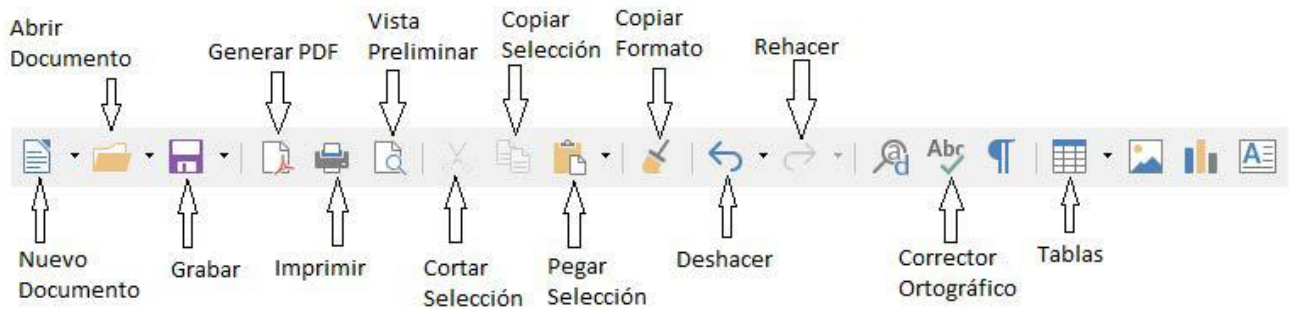 Abrir
Documento
Generar PDF
Vista
Preliminar
Copiar
Selección
Copiar
Formato
Rehacer
Abc
A
Nuevo
Documento
Grabar
Imprimir
Cortar
Selección
Pegar
Selección
Deshacer
Corrector
Ortográfico
Tablas